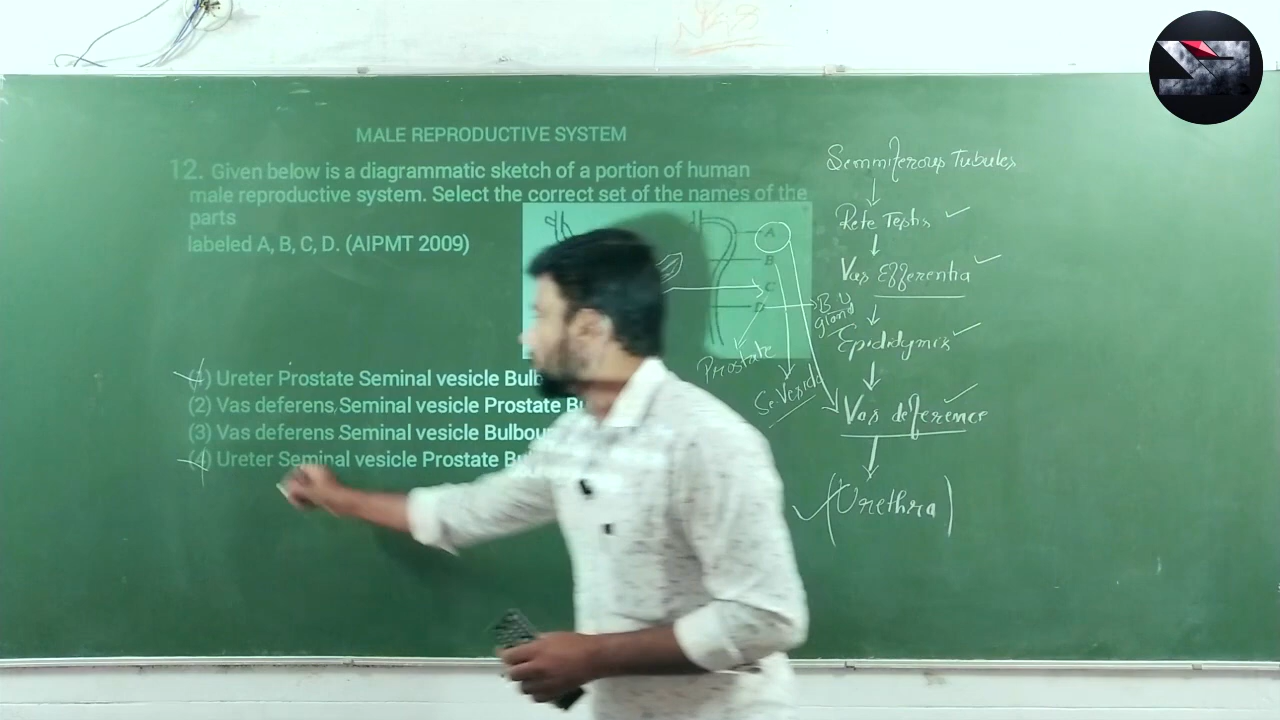 MALE REPRODUCTIVE SYSTEM
12. Given below is a diagrammatic sketch of a portion of human
male reproductive system. Select the correct set of the names of the
parts
labeled A, B, C, D. (AIPMT 2009)
A
B
C
D
B U
gland
Prostate
(1) Ureter Prostate Seminal vesicle Bulb
(2) Vas deferens Seminal vesicle Prostate Bu
(3) Vas deferens Seminal vesicle Bulbou
(4) Ureter Seminal vesicle Prostate Bu
Semmiferous Tubules
Rete Testis
Vas Efferentia
Epididymis
Vas deference
(Urethra)